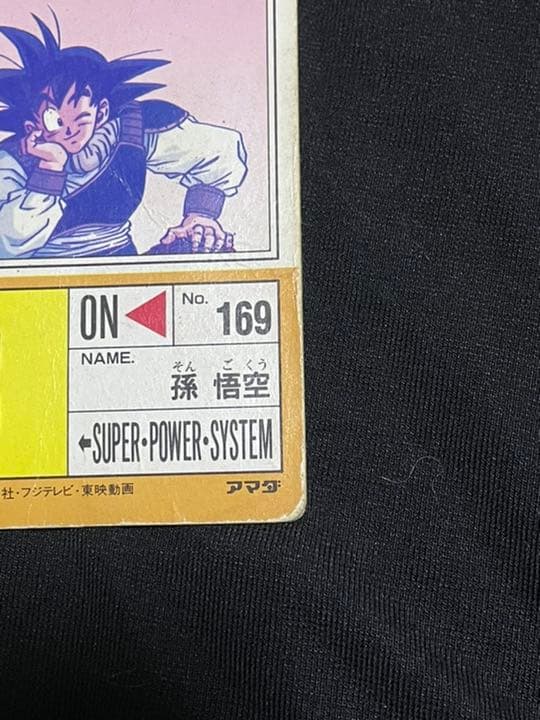 ON
No. 169
NAME.
そん ご くう
孫 悟空
←SUPER・POWER・SYSTEM
社・フジテレビ・東映動画
アマダ